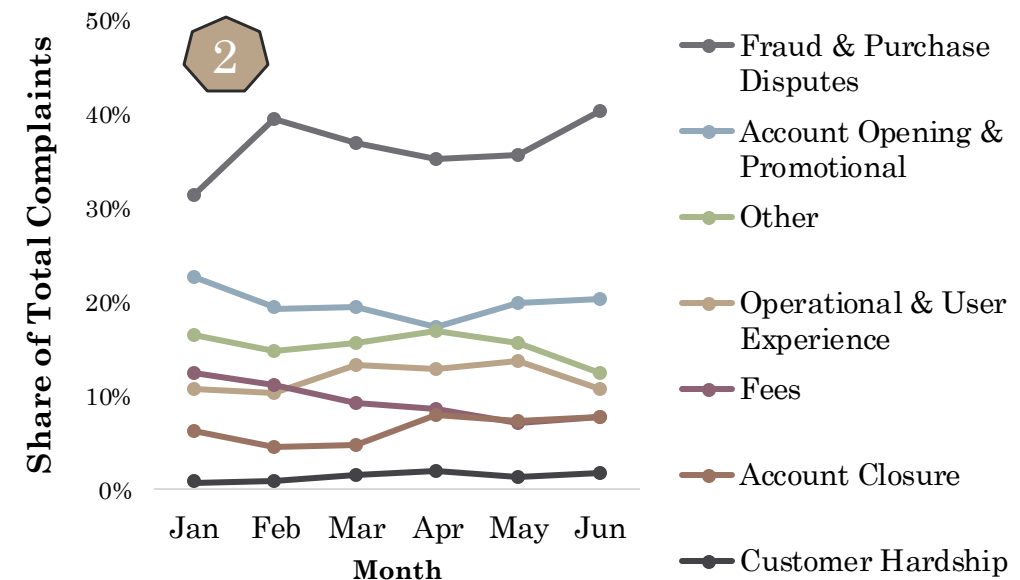 50%
40%
30%
20%
10%
0%
Share of Total Complaints
2
Jan Feb Mar Apr May Jun
Month
Fraud & Purchase
Disputes
Account Opening &
Promotional
Other
Operational & User
Experience
Fees
Account Closure
Customer Hardship